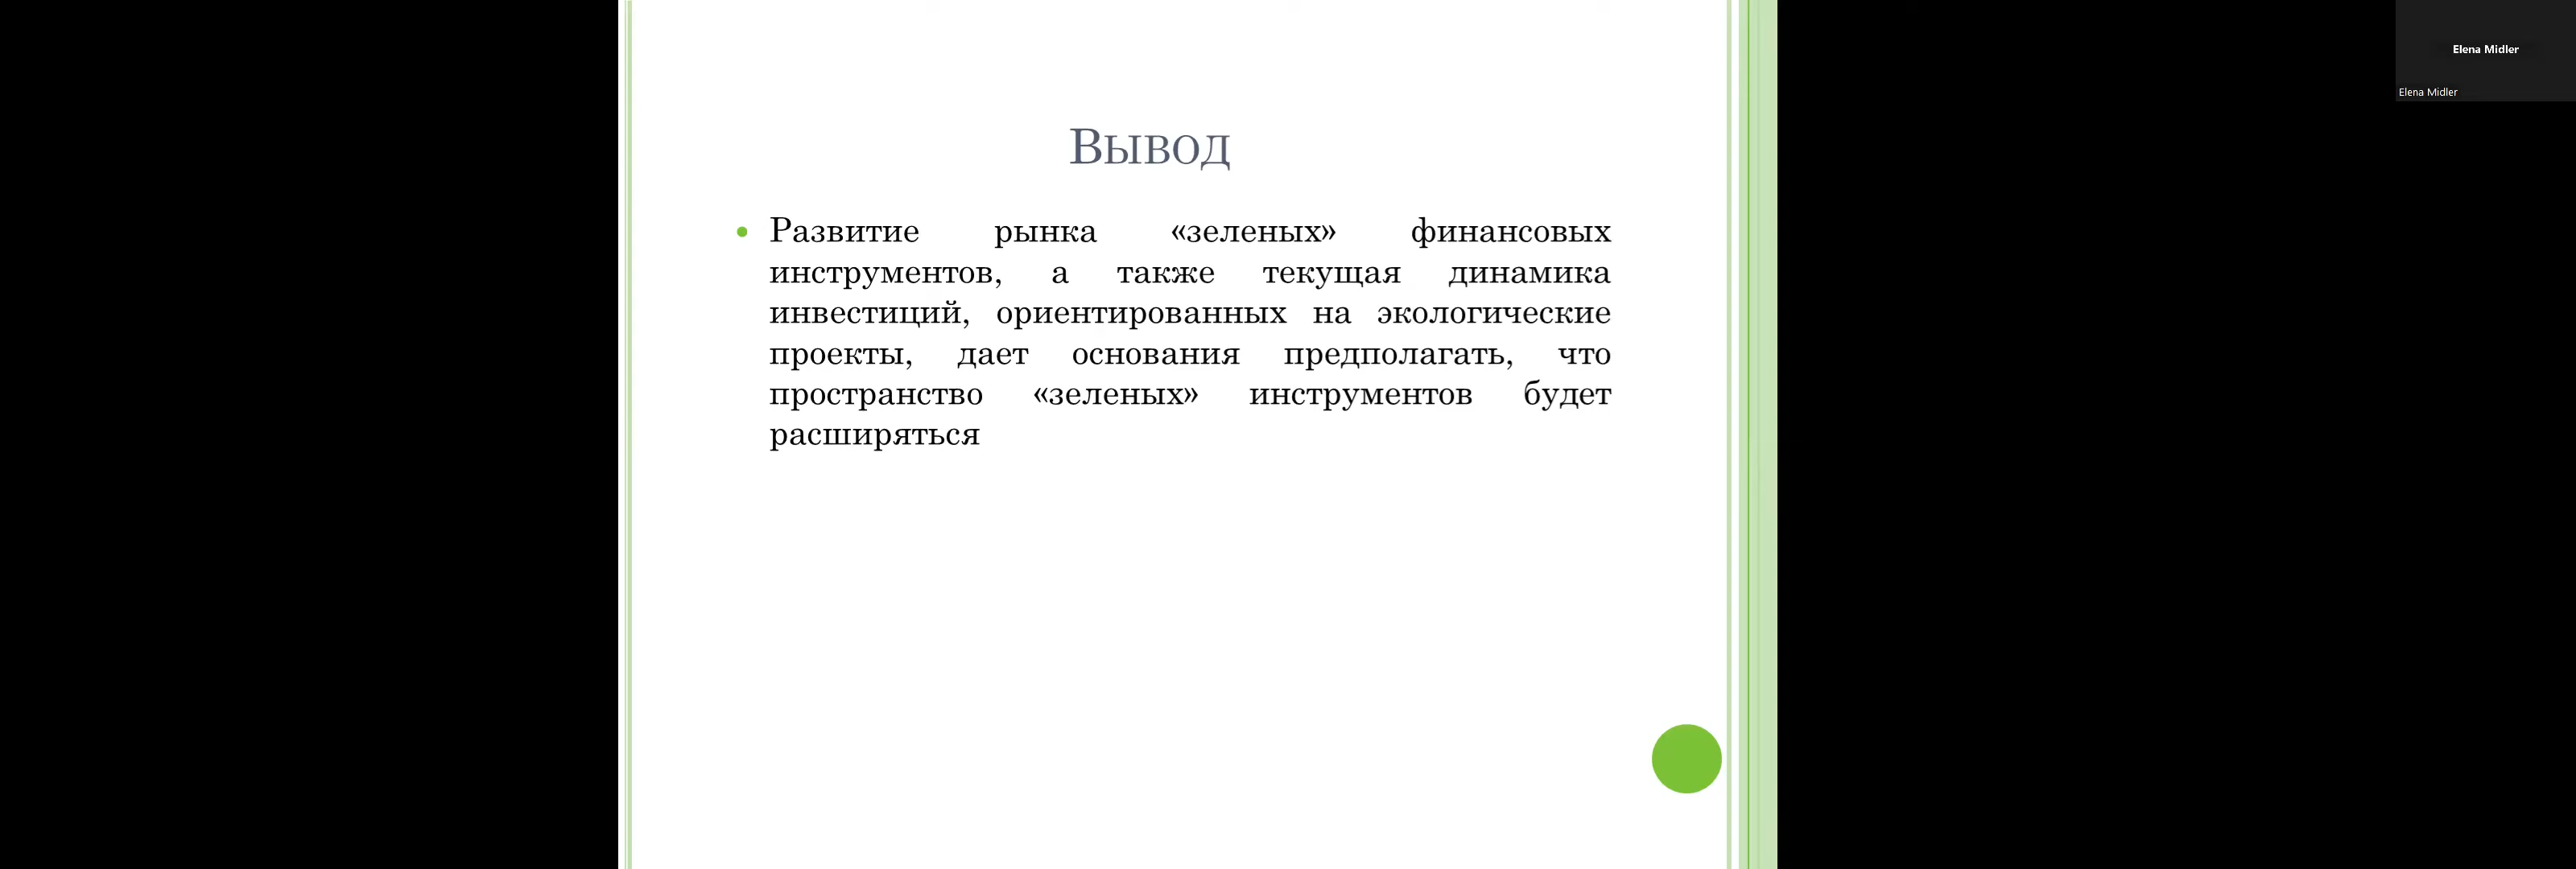 Elena Midler
Elena Midler
Вывод
• Развитие рынка «зеленых» финансовых
инструментов, а также текущая динамика
инвестиций, ориентированных на экологические
проекты, дает основания предполагать, что
пространство «зеленых» инструментов будет
расширяться